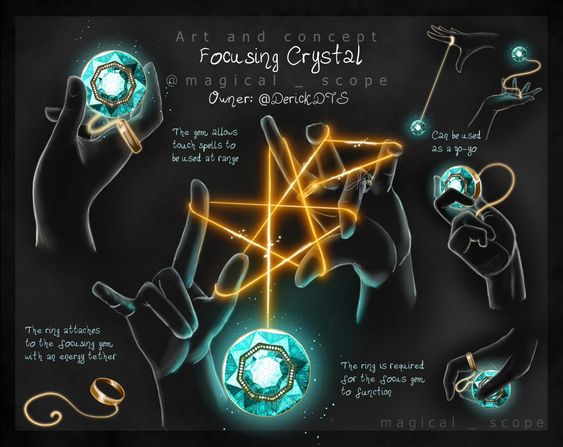 Art and concept
Focusing Crystal
@magical _ scope
Owner: @DerickDTS
The gem allows
touch spells to
be used at range
Can be used
as a go-yo
The ring attaches
to the focusing gem
with an energy tether
The ring is required
for the focus gem
to function
magical _ scope